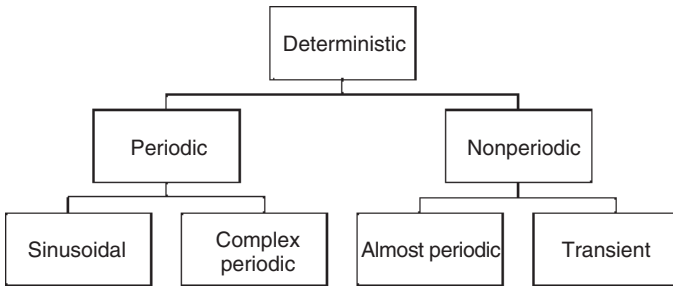 Deterministic
Periodic
Nonperiodic
Sinusoidal
Complex
periodic
Almost periodic
Transient